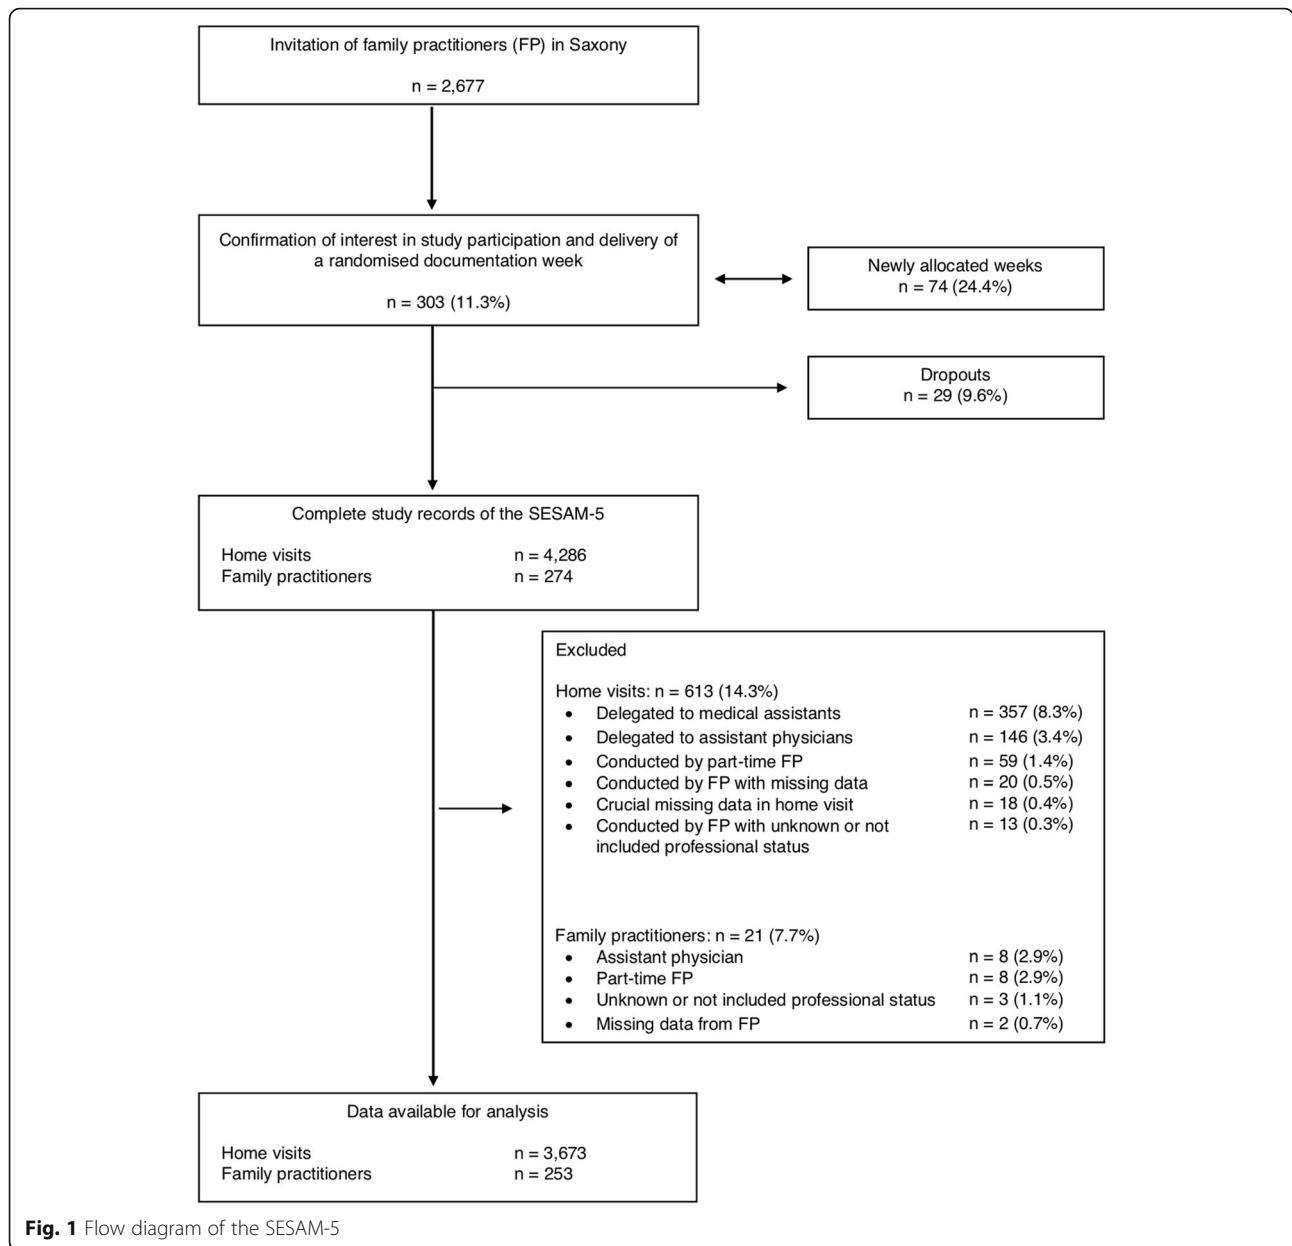 Invitation of family practitioners (FP) in Saxony
n = 2,677
Confirmation of interest in study participation and delivery of
a randomised documentation week
n = 303 (11.3%)
Newly allocated weeks
n = 74 (24.4%)
Dropouts
n = 29 (9.6%)
Complete study records of the SESAM-5
Home visits n = 4,286
Family practitioners n = 274
Excluded
Home visits: n = 613 (14.3%)
• Delegated to medical assistants n = 357 (8.3%)
• Delegated to assistant physicians n = 146 (3.4%)
• Conducted by part-time FP n = 59 (1.4%)
• Conducted by FP with missing data n = 20 (0.5%)
• Crucial missing data in home visit n = 18 (0.4%)
• Conducted by FP with unknown or not n = 13 (0.3%)
included professional status
Family practitioners: n = 21 (7.7%)
• Assistant physician n = 8 (2.9%)
• Part-time FP n = 8 (2.9%)
• Unknown or not included professional status n = 3 (1.1%)
• Missing data from FP n = 2 (0.7%)
Data available for analysis
Home visits n = 3,673
Family practitioners n = 253
Fig. 1 Flow diagram of the SESAM-5